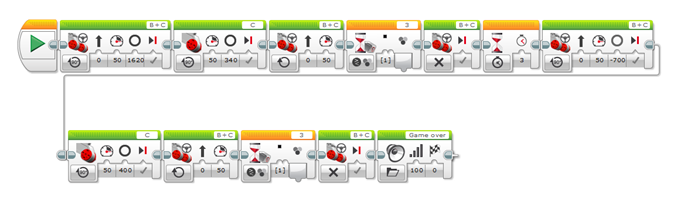 B + C C B + C 3 B + C B + C
0 50 1620 50 340 0 50 [1] 3 0 50 -700
C B + C 3 B + C Game over
50 400 0 50 [1] 100 0